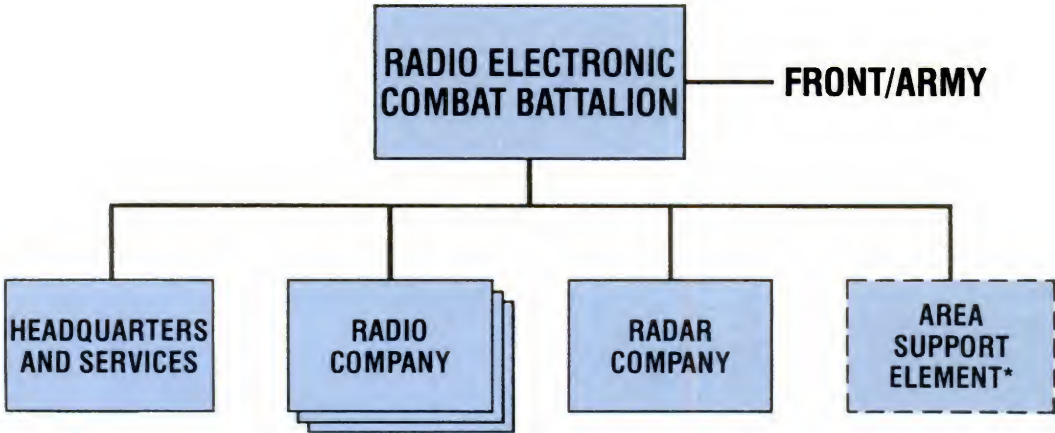 RADIO ELECTRONIC
COMBAT BATTALION
FRONT/ARMY
HEADQUARTERS
AND SERVICES
RADIO
COMPANY
RADAR
COMPANY
AREA
SUPPORT
ELEMENT*